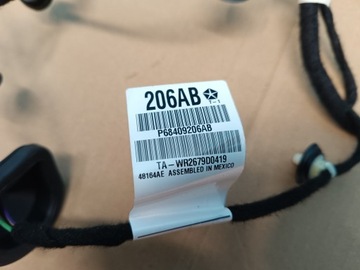 206AB
P68409206AB
TA-WR2679D0419
48164AE ASSEMBLED IN MEXICO